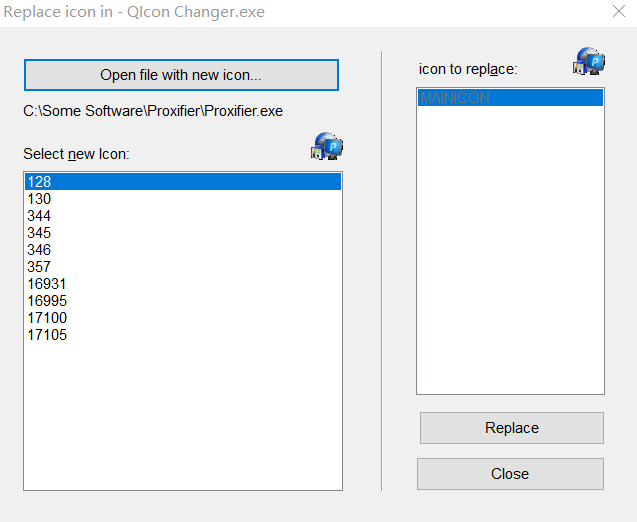 Replace icon in - QIcon Changer.exe
Open file with new icon...
C:\Some Software\Proxifier\Proxifier.exe
Select new Icon:
128
130
344
345
346
357
16931
16995
17100
17105
icon to replace:
MAINICON
Replace
Close